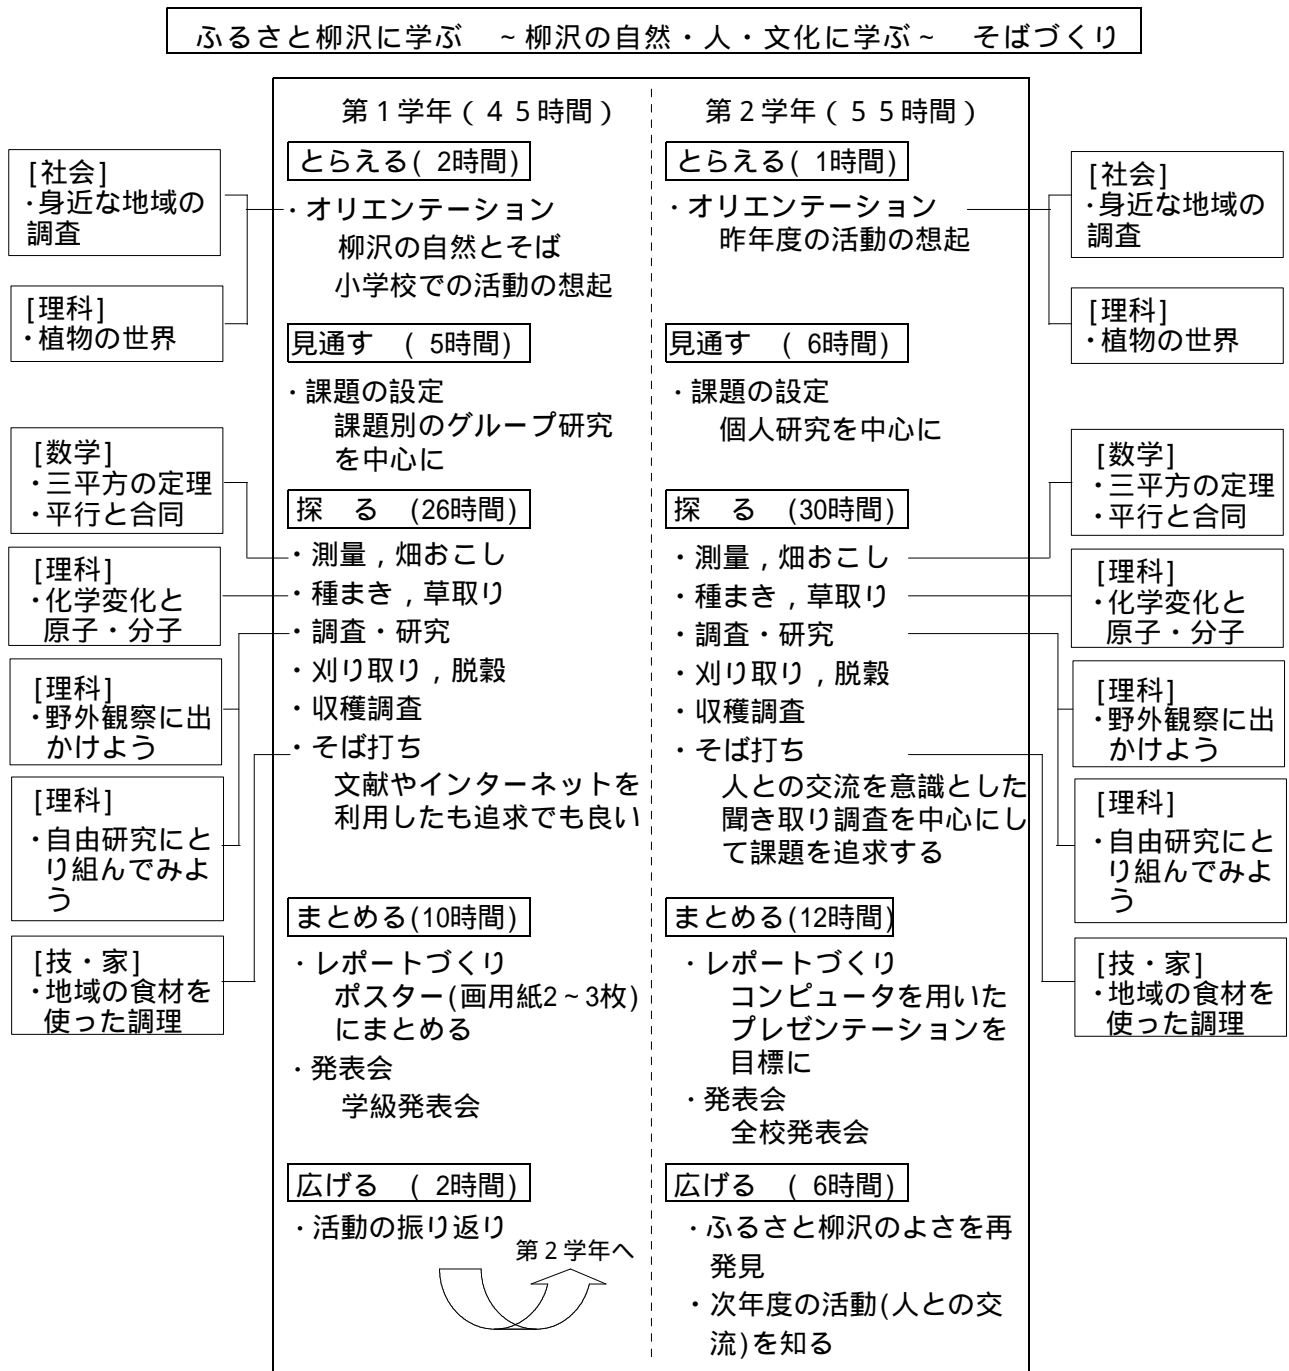 ふるさと柳沢に学ぶ　~柳沢の自然・人・文化に学ぶ~　そばづくり
第1学年(45時間)
とらえる( 2時間)
・オリエンテーション
柳沢の自然とそば
小学校での活動の想起
見通す ( 5時間)
・課題の設定
課題別のグループ研究
を中心に
探　る (26時間)
・測量,畑おこし
・種まき,草取り
・調査・研究
・刈り取り,脱穀
・収穫調査
・そば打ち
文献やインターネットを
利用したも追求でも良い
まとめる(10時間)
・レポートづくり
ポスター(画用紙2~3枚)
にまとめる
・発表会
学級発表会
広げる ( 2時間)
・活動の振り返り
第2学年へ
第2学年(55時間)
とらえる( 1時間)
・オリエンテーション
昨年度の活動の想起
見通す ( 6時間)
・課題の設定
個人研究を中心に
探　る (30時間)
・測量,畑おこし
・種まき,草取り
・調査・研究
・刈り取り,脱穀
・収穫調査
・そば打ち
人との交流を意識とした
聞き取り調査を中心にし
て課題を追求する
まとめる(12時間)
・レポートづくり
コンピュータを用いた
プレゼンテーションを
目標に
・発表会
全校発表会
広げる ( 6時間)
・ふるさと柳沢のよさを再
発見
・次年度の活動(人との交
流)を知る
[社会]
・身近な地域の
調査
[理科]
・植物の世界
[数学]
・三平方の定理
・平行と合同
[理科]
・化学変化と
原子・分子
[理科]
・野外観察に出
かけよう
[理科]
・自由研究にと
り組んでみよ
う
[技・家]
・地域の食材を
使った調理
[社会]
・身近な地域の
調査
[理科]
・植物の世界
[数学]
・三平方の定理
・平行と合同
[理科]
・化学変化と
原子・分子
[理科]
・野外観察に出
かけよう
[理科]
・自由研究にと
り組んでみよ
う
[技・家]
・地域の食材を
使った調理